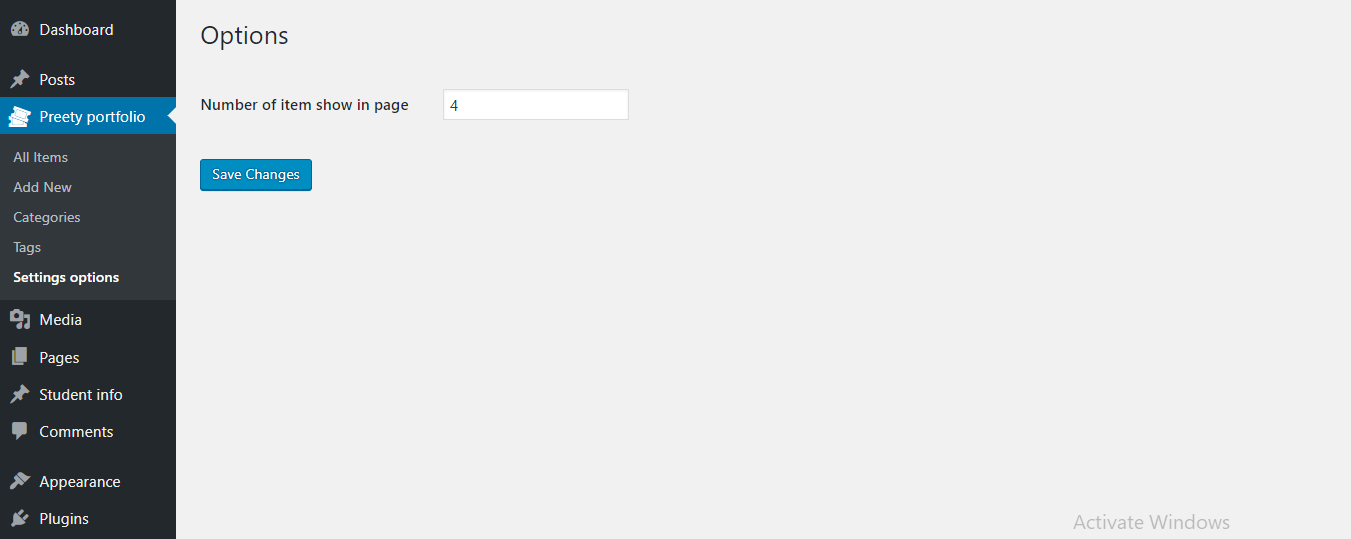 Dashboard
Posts
Preety portfolio
All Items
Add New
Categories
Tags
Settings options
Media
Pages
Student info
Comments
Appearance
Plugins
Options
Number of item show in page
4
Save Changes
Activate Windows